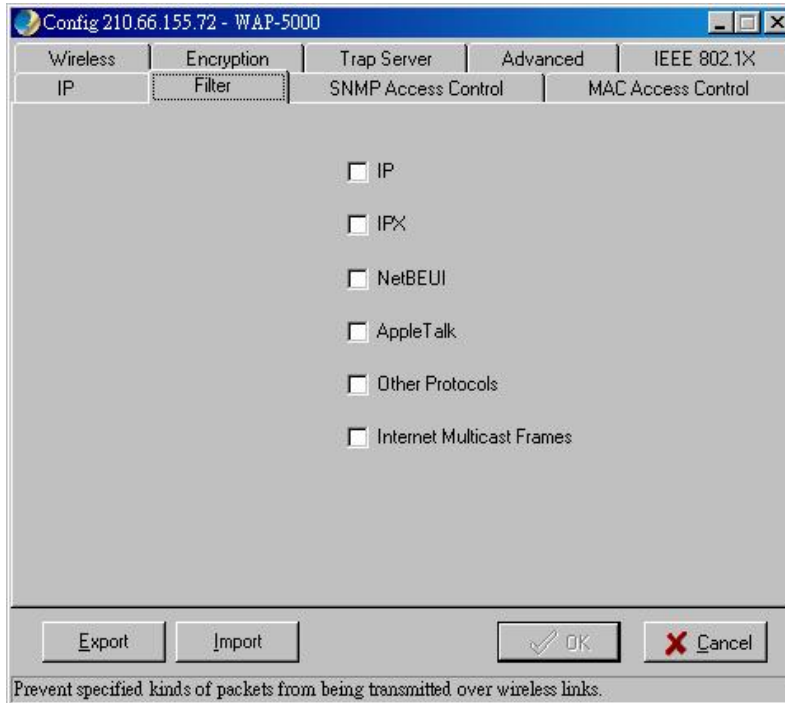 Config 210.66.155.72 - WAP-5000
Wireless Encryption Trap Server Advanced IEEE 802.1X
IP Filter SNMP Access Control MAC Access Control
IP
IPX
NetBEUI
AppleTalk
Other Protocols
Internet Multicast Frames
Export Import OK Cancel
Prevent specified kinds of packets from being transmitted over wireless links.